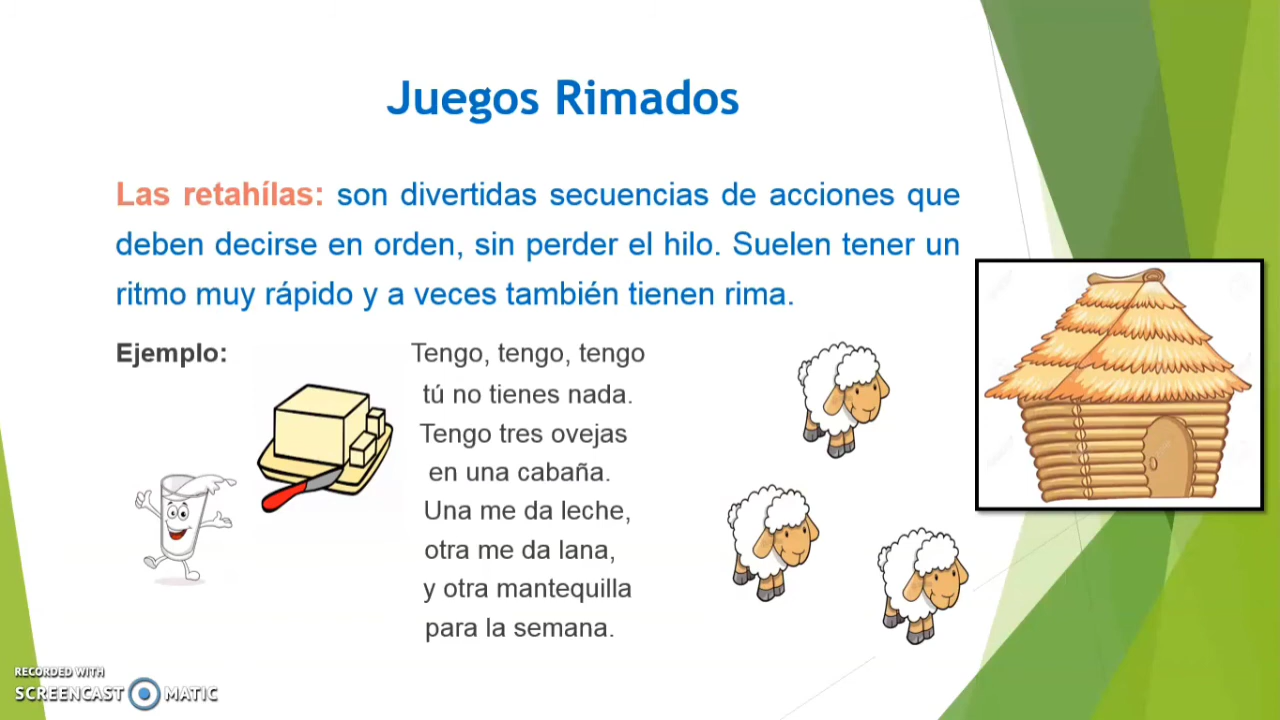 Juegos Rimados
Las retahílas: son divertidas secuencias de acciones que
deben decirse en orden, sin perder el hilo. Suelen tener un
ritmo muy rápido y a veces también tienen rima.
Ejemplo:
Tengo, tengo, tengo
tú no tienes nada.
Tengo tres ovejas
en una cabaña.
Una me da leche,
otra me da lana,
y otra mantequilla
para la semana.
RECORDED WITH
SCREENCAST MATIC